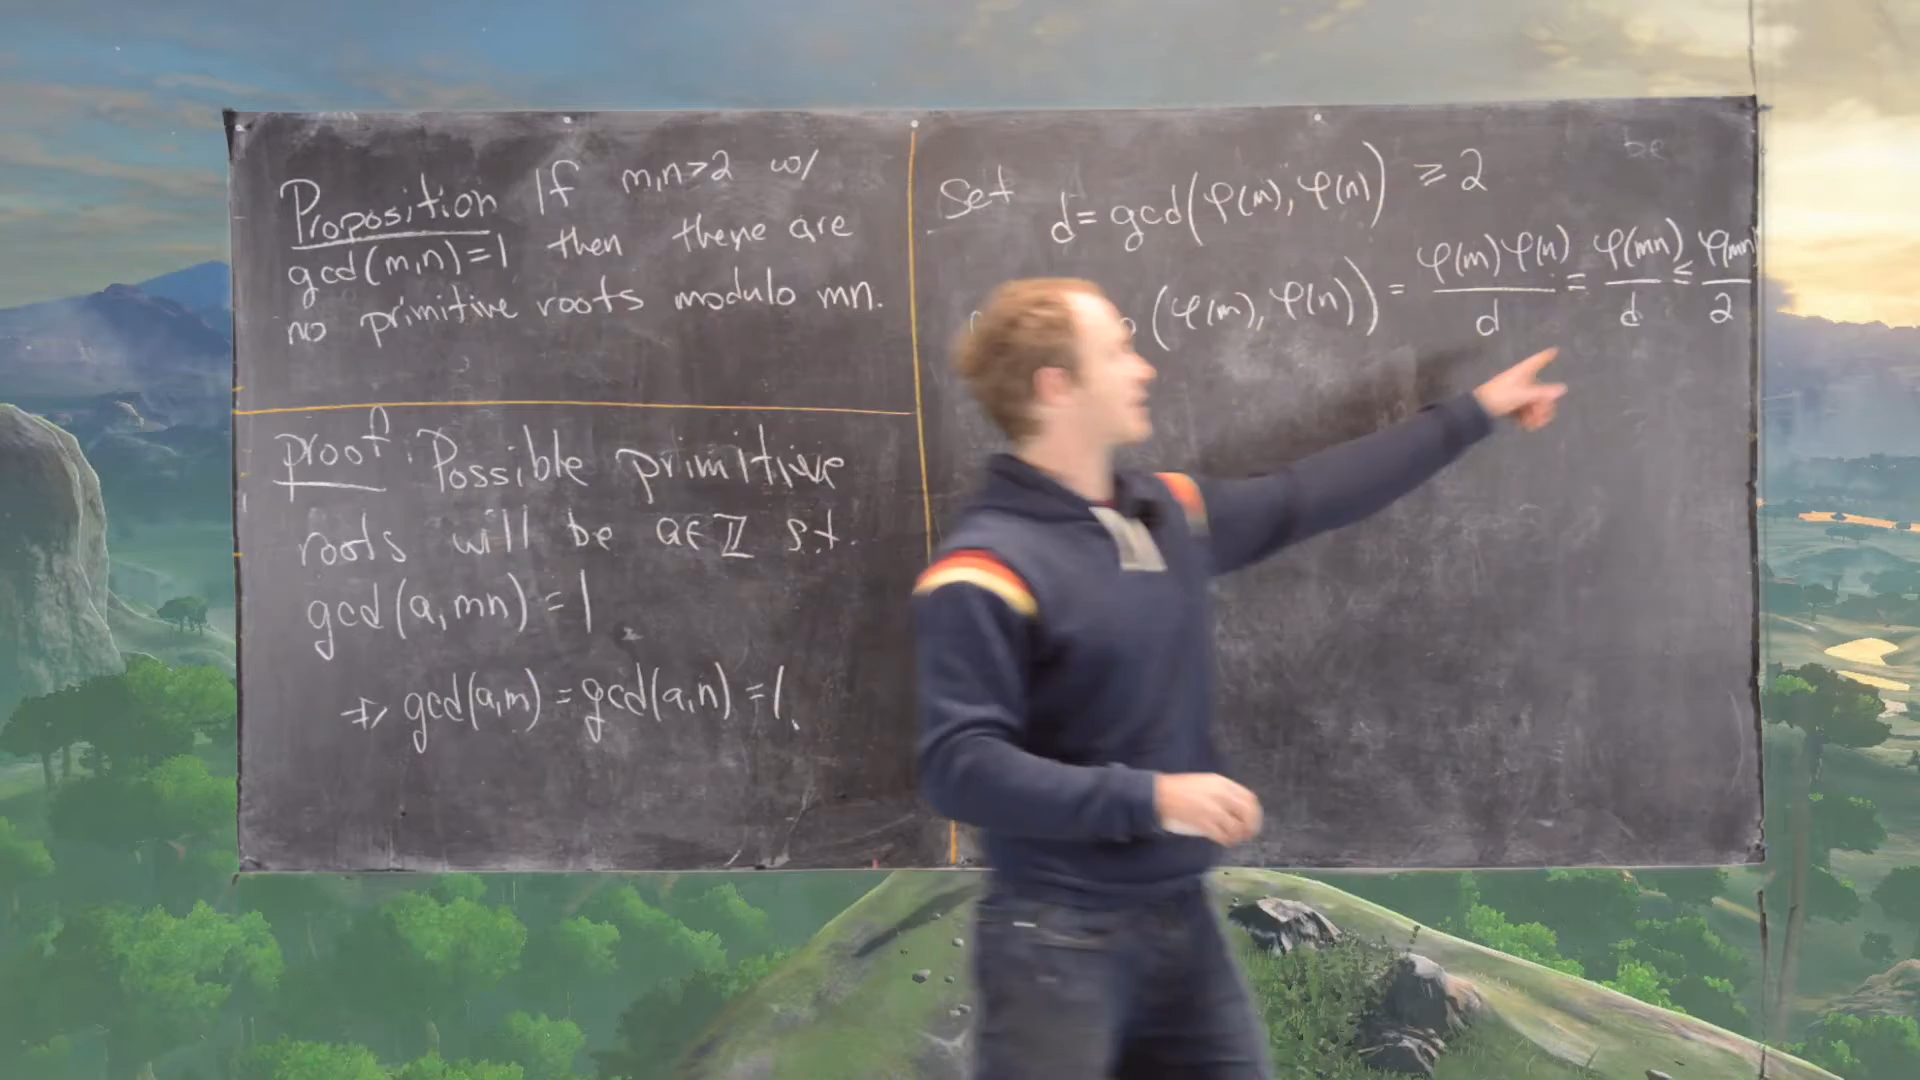 Proposition If m,n>2 w/
gcd(m,n)=1 then there are
no primitive roots modulo mn.
proof: Possible primitive
roots will be a∈ℤ s.t.
gcd(a,mn)=1.
⇒ gcd(a,m)=gcd(a,n)=1.
be
Set d=gcd(φ(m),φ(n)) ≥ 2
(φ(m),φ(n)) = φ(m)φ(n)/d = φ(mn)/d ≤ φ(mn)/2